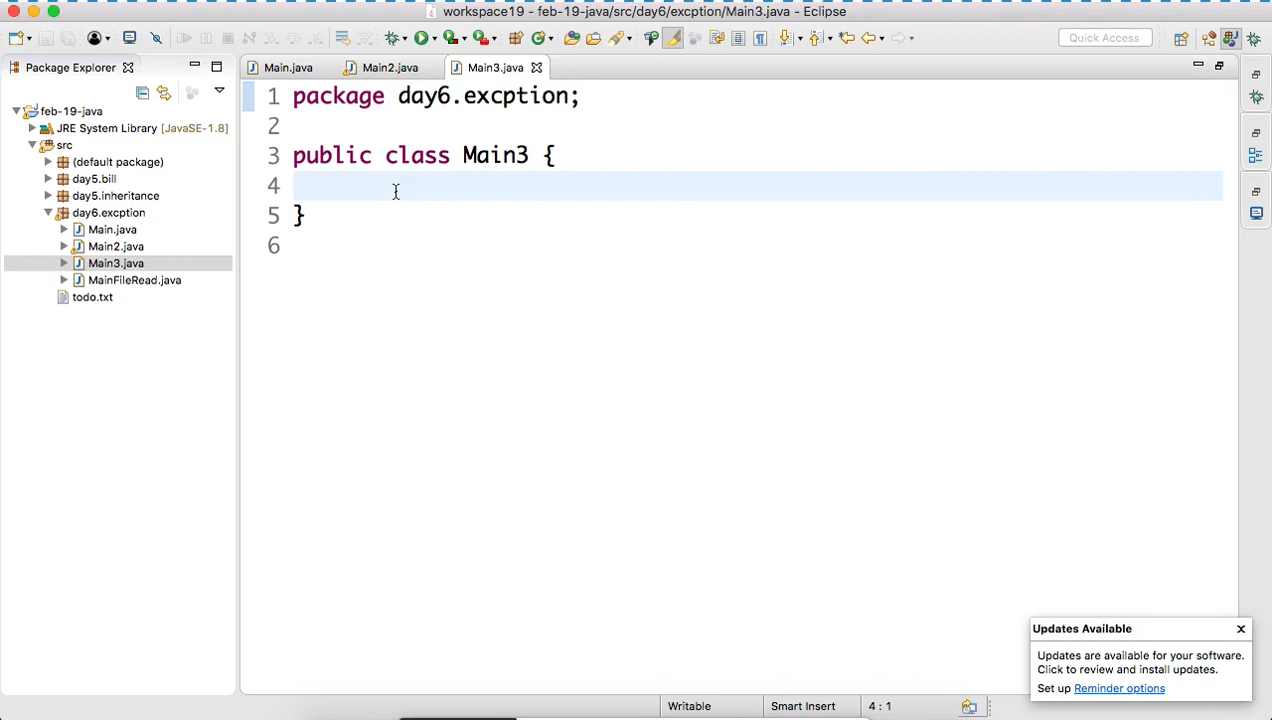 workspace19 - feb-19-java/src/day6/excption/Main3.java - Eclipse
Quick Access
Package Explorer
Main.java
Main2.java
Main3.java
feb-19-java
JRE System Library [JavaSE-1.8]
src
(default package)
day5.bill
day5.inheritance
day6.excption
Main.java
Main2.java
Main3.java
MainFileRead.java
todo.txt
1 package day6.excption;
2
3 public class Main3 {
4
5 }
6
Updates Available
Updates are available for your software.
Click to review and install updates.
Set up Reminder options
Writable
Smart Insert
4 : 1